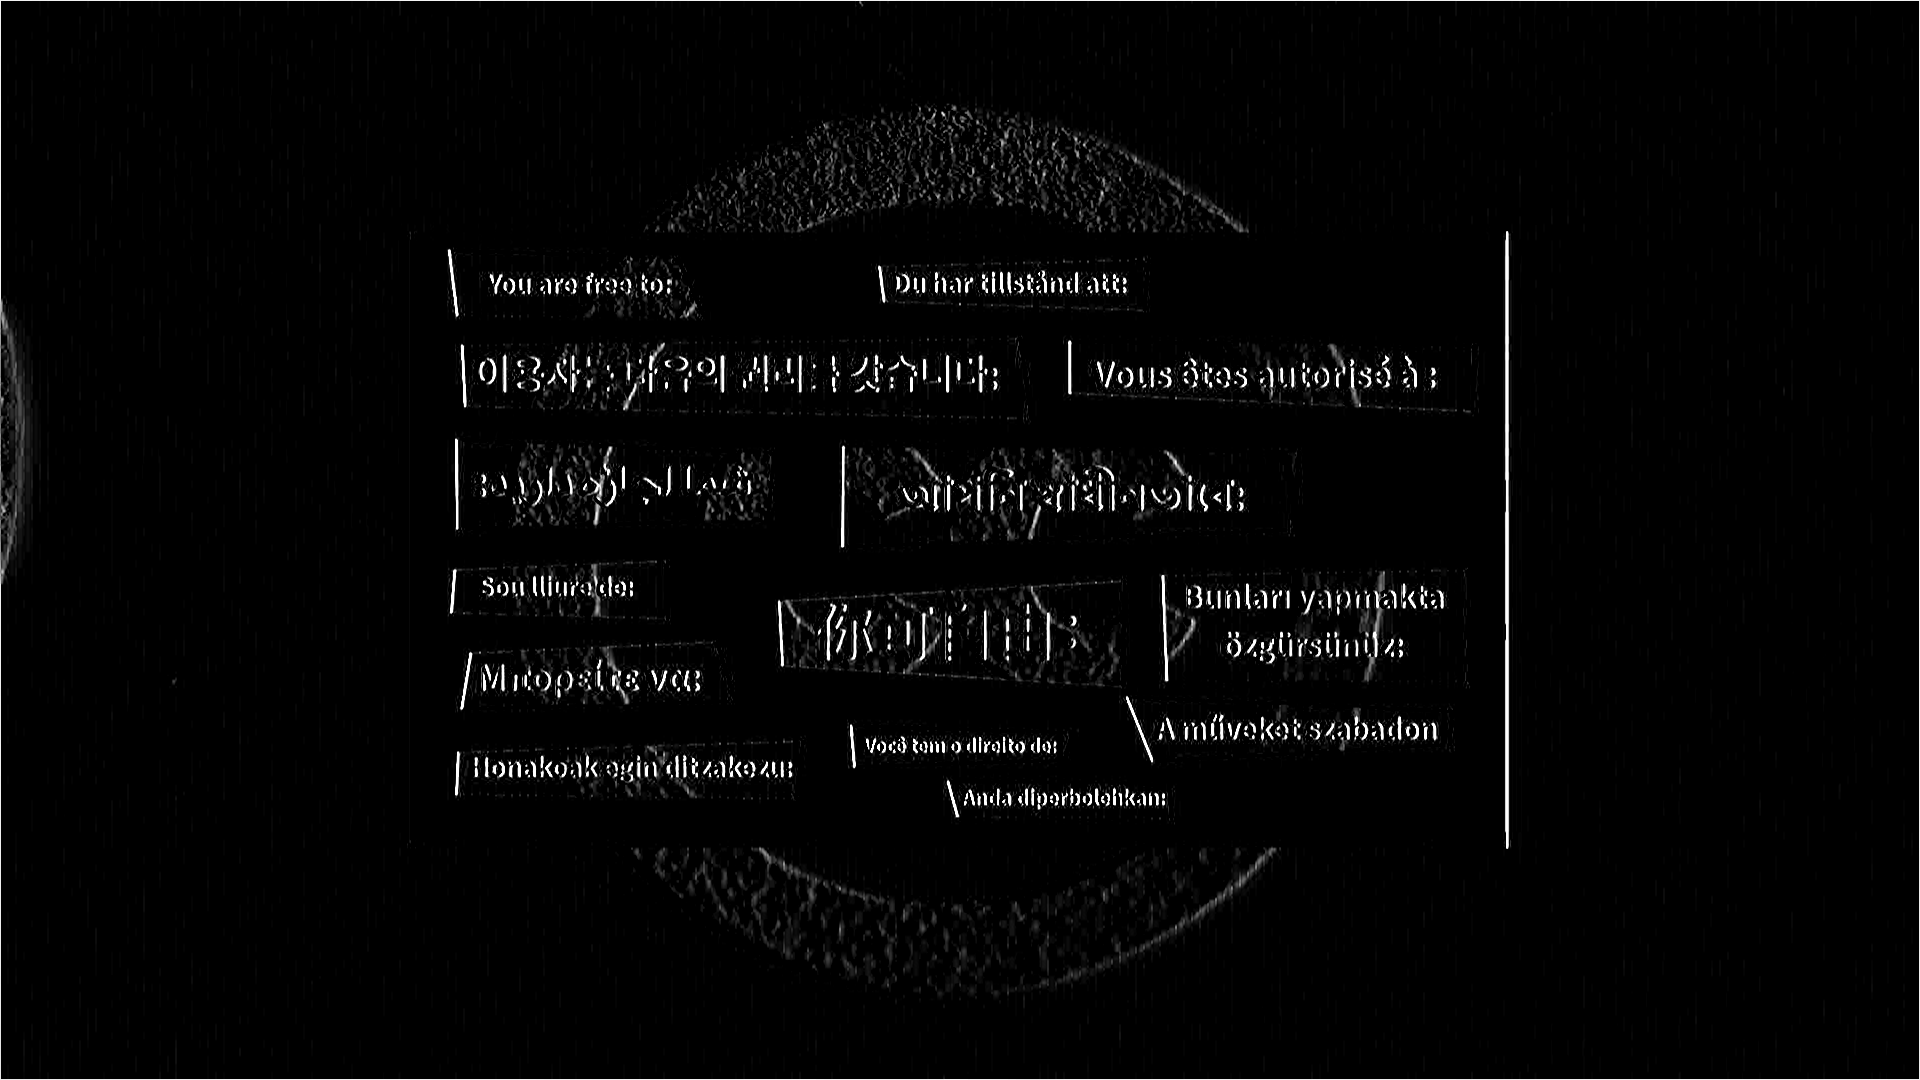 You are free to:
Du har tillstånd att:
이용자는 다음의 권리를 갖습니다:
Vous êtes autorisé à :
আপনি স্বাধীনভাবে:
Sou lliure de:
你可自由:
Bunları yapmakta
özgürsünüz:
Μπορείτε να:
A műveket szabadon
Você tem o direito de:
Honakoak egin ditzakezu:
Anda diperbolehkan: